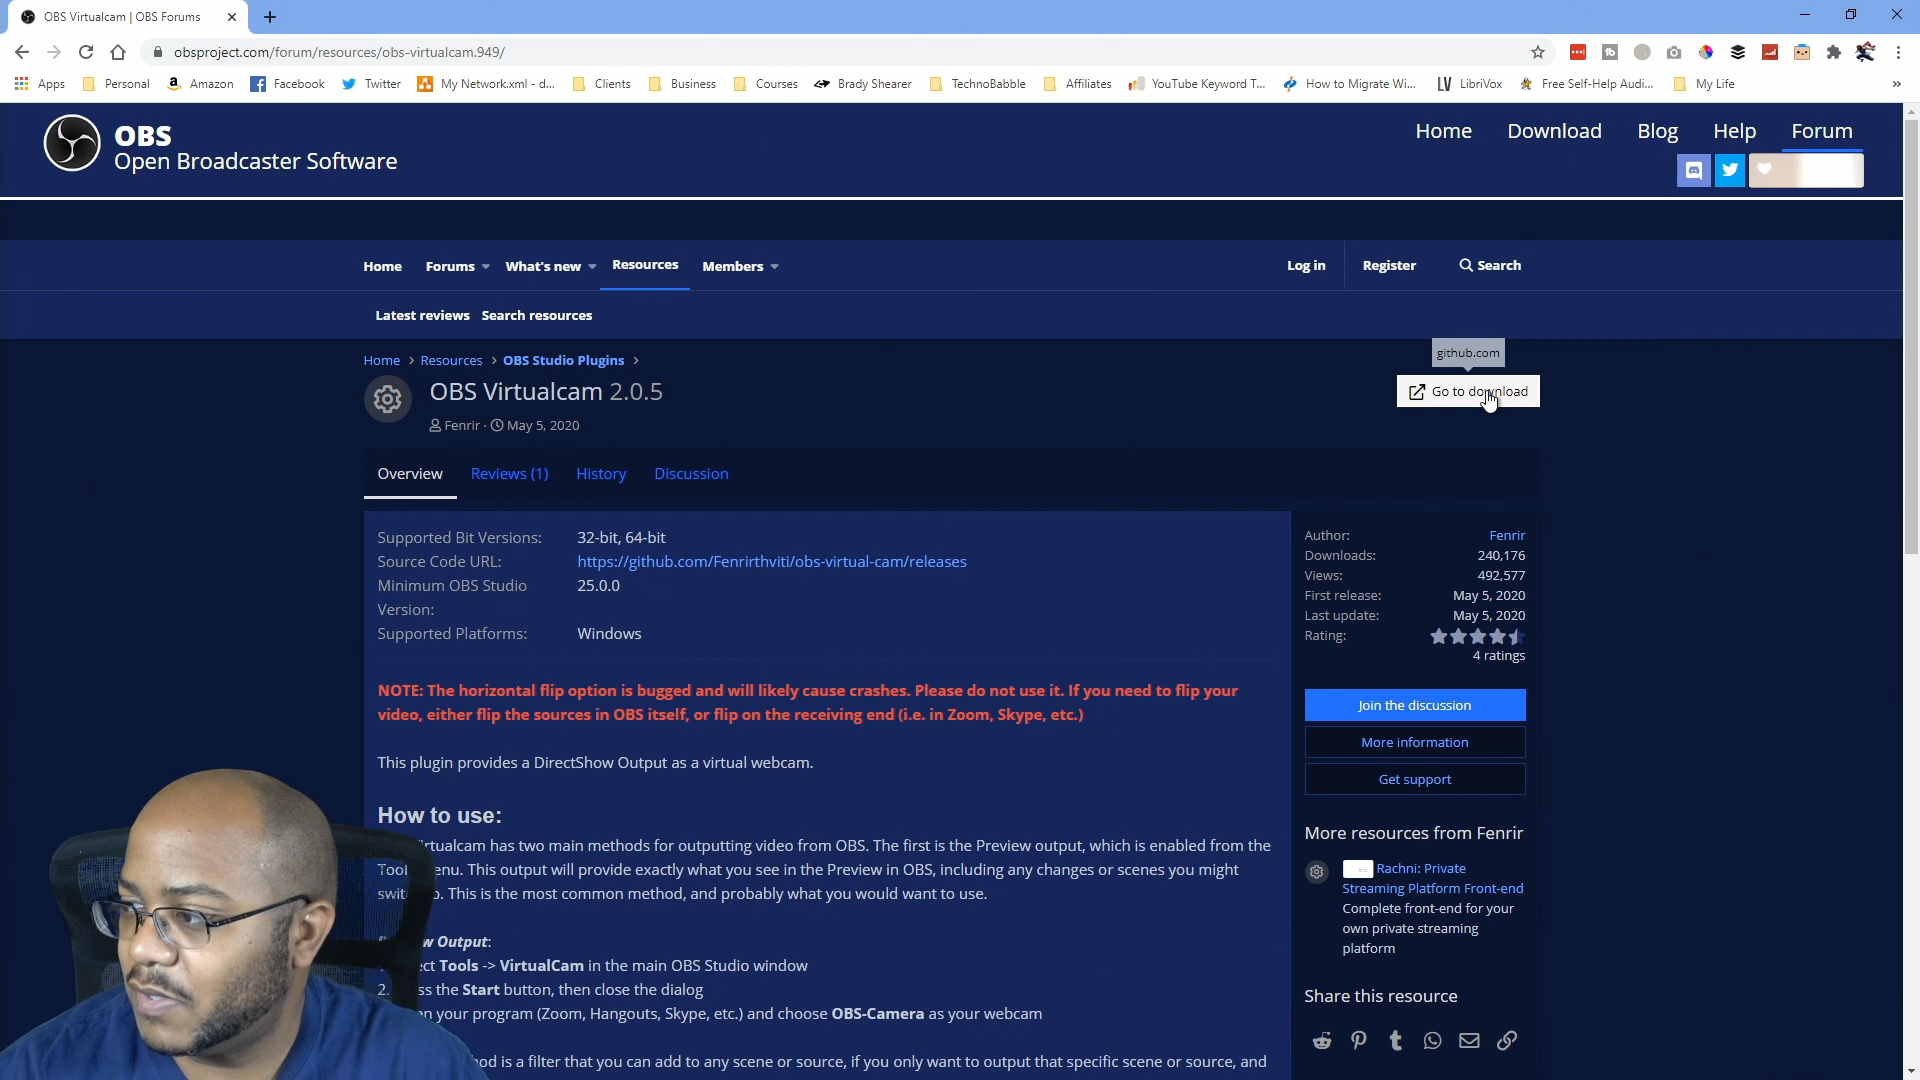 OBS Virtualcam | OBS Forums
obsproject.com/forum/resources/obs-virtualcam.949/
Apps Personal Amazon Facebook Twitter My Network.xml - d... Clients Business Courses Brady Shearer TechnoBabble Affiliates YouTube Keyword T... How to Migrate Wi... LibriVox Free Self-Help Audi... My Life
OBS
Open Broadcaster Software
Home Download Blog Help Forum
Home Forums What's new Resources Members Log in Register Search
Latest reviews Search resources
Home > Resources > OBS Studio Plugins >
github.com
OBS Virtualcam 2.0.5
Go to download
Fenrir · May 5, 2020
Overview Reviews (1) History Discussion
Supported Bit Versions: 32-bit, 64-bit
Source Code URL: https://github.com/Fenrirthviti/obs-virtual-cam/releases
Minimum OBS Studio Version: 25.0.0
Supported Platforms: Windows
NOTE: The horizontal flip option is bugged and will likely cause crashes. Please do not use it. If you need to flip your
video, either flip the sources in OBS itself, or flip on the receiving end (i.e. in Zoom, Skype, etc.)
This plugin provides a DirectShow Output as a virtual webcam.
How to use:
has two main methods for outputting video from OBS. The first is the Preview output, which is enabled from the
This output will provide exactly what you see in the Preview in OBS, including any changes or scenes you might
This is the most common method, and probably what you would want to use.
Output:
Tools -> VirtualCam in the main OBS Studio window
2. the Start button, then close the dialog
your program (Zoom, Hangouts, Skype, etc.) and choose OBS-Camera as your webcam
is a filter that you can add to any scene or source, if you only want to output that specific scene or source, and
Author: Fenrir
Downloads: 240,176
Views: 492,577
First release: May 5, 2020
Last update: May 5, 2020
Rating:
4 ratings
Join the discussion
More information
Get support
More resources from Fenrir
Rachni: Private
Streaming Platform Front-end
Complete front-end for your
own private streaming
platform
Share this resource